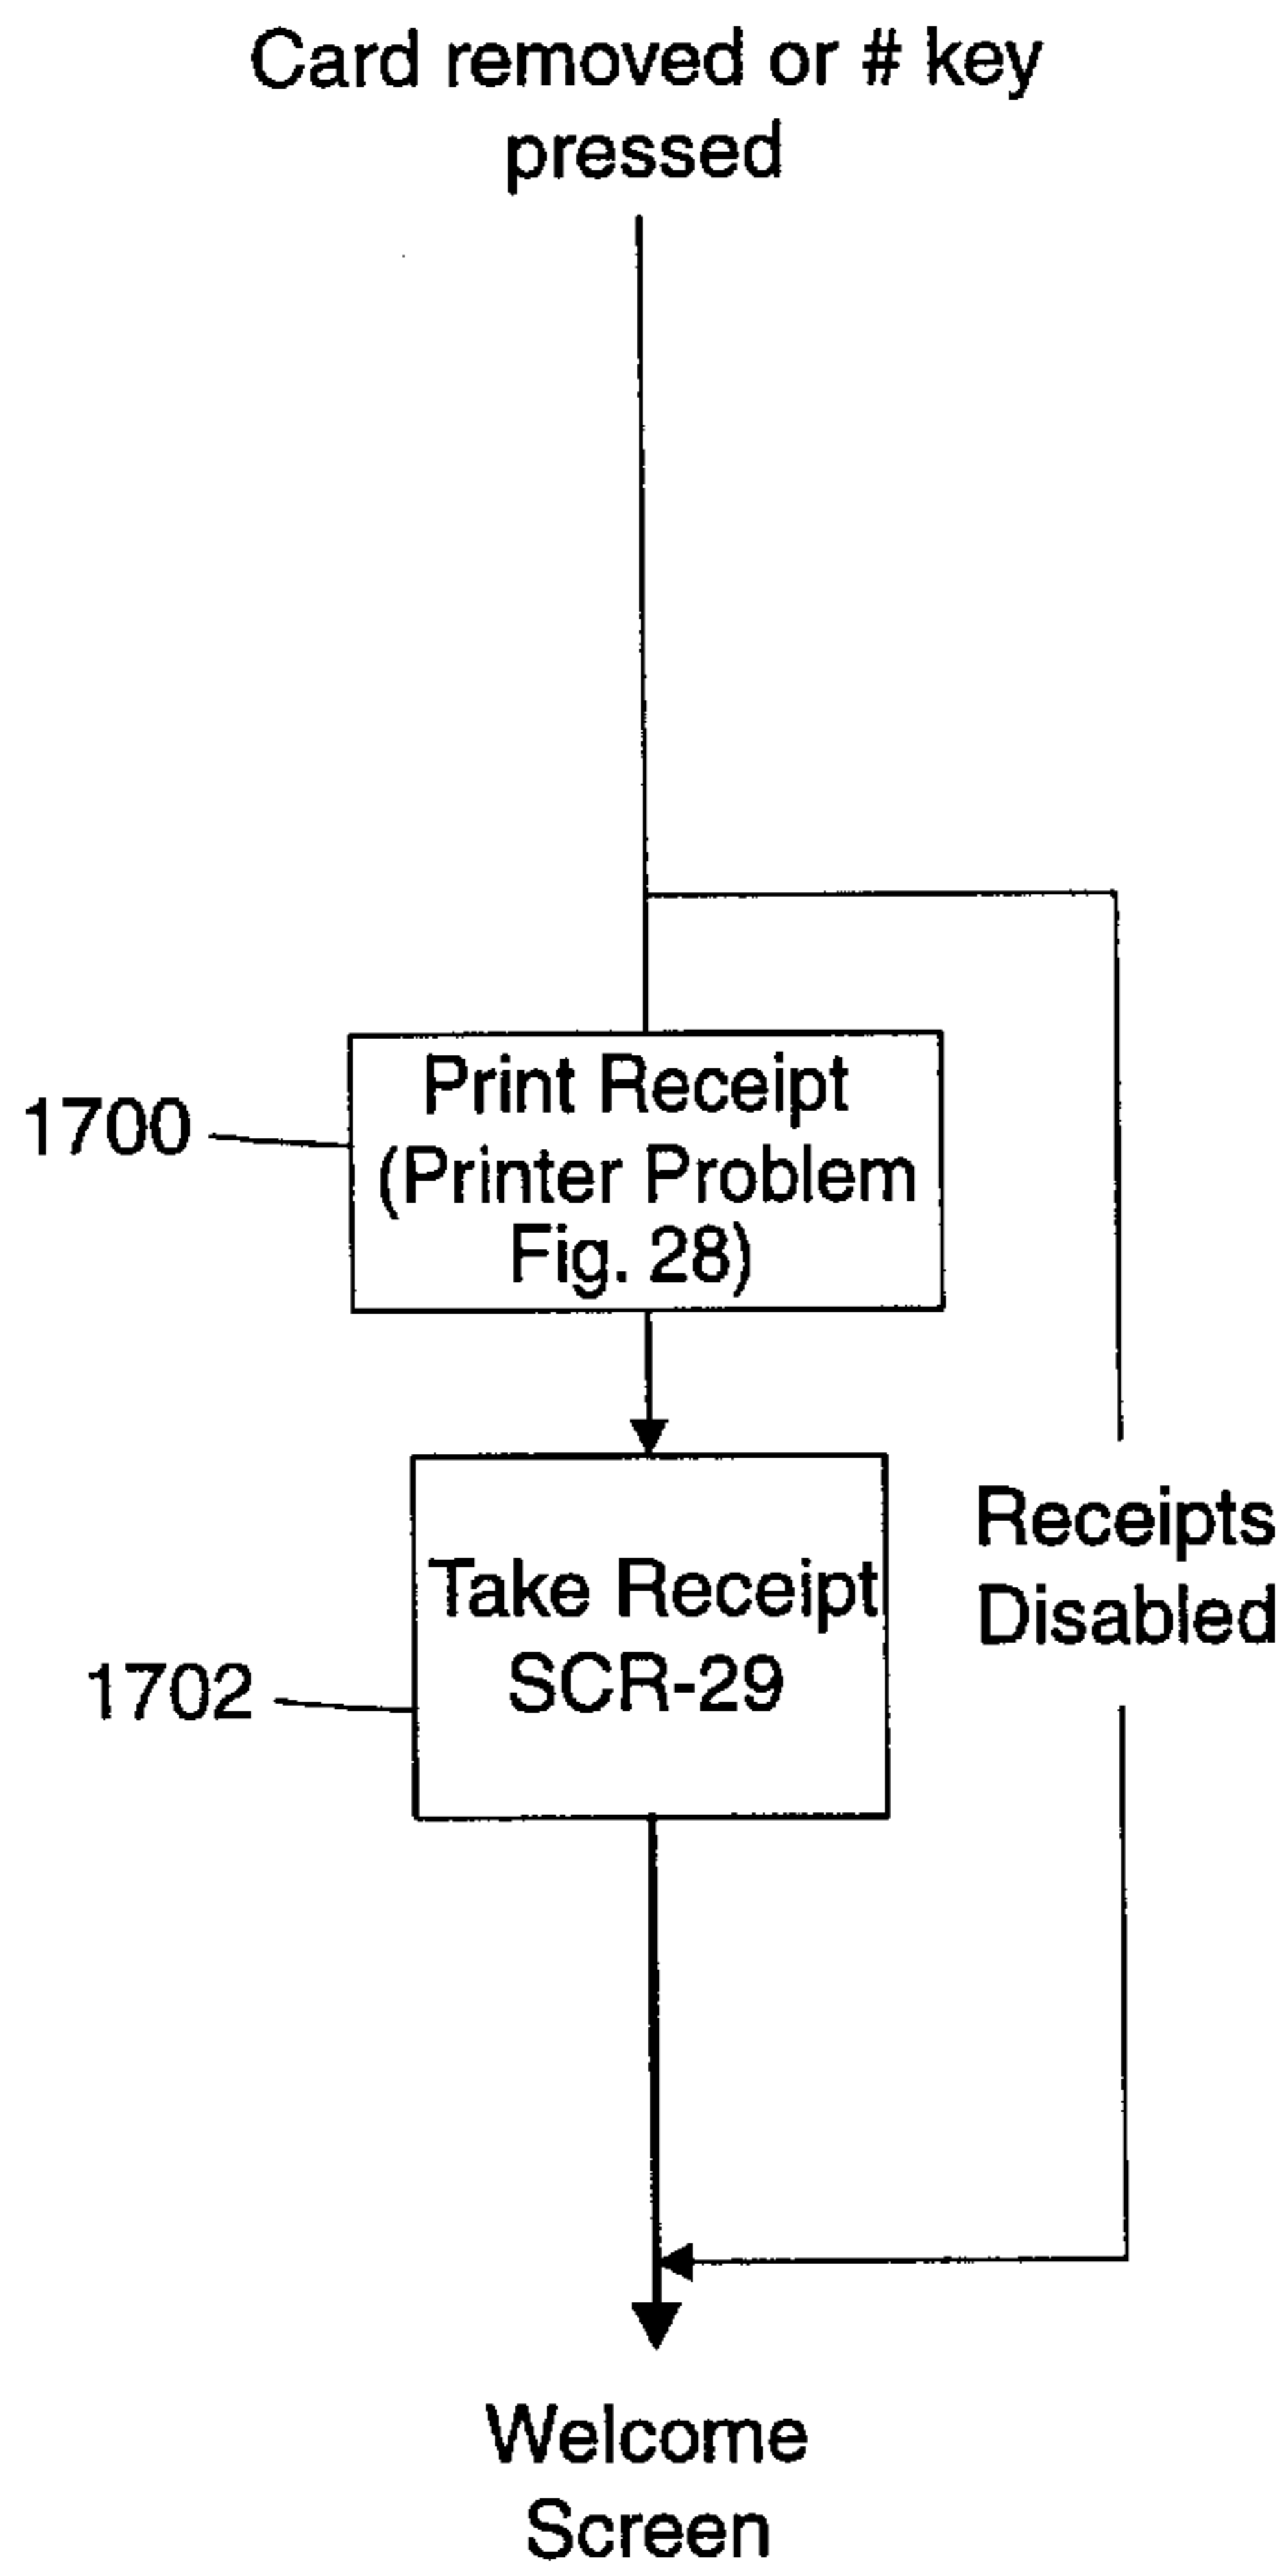 Card removed or # key
pressed
1700
Print Receipt
(Printer Problem
Fig. 28)
Take Receipt
SCR-29
1702
Receipts
Disabled
Welcome
Screen